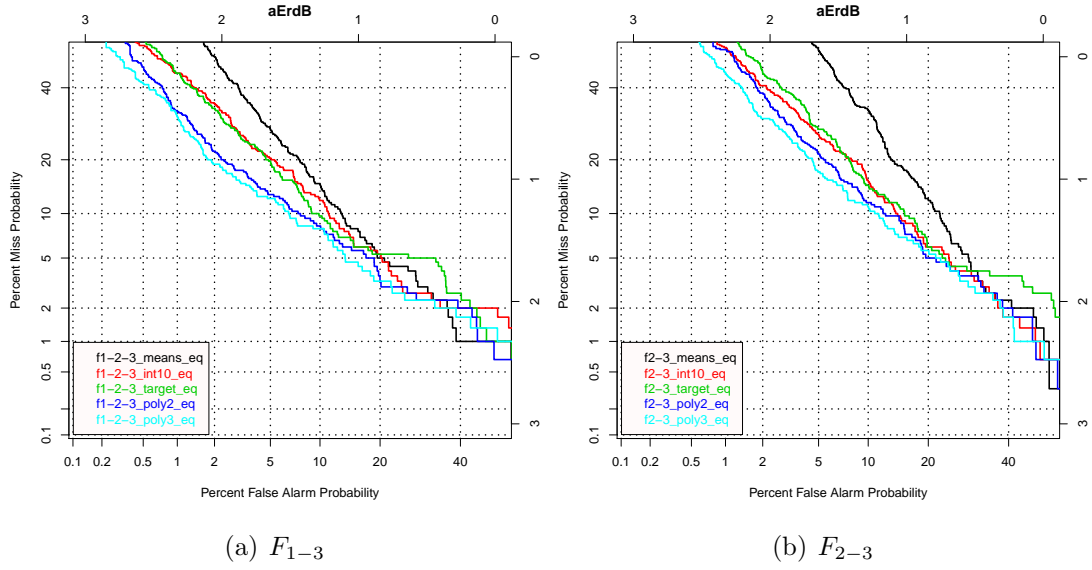 aErdB
3 2 1 0
40
20
10
5
2
1
0.5
0.1
Percent Miss Probability
0
1
2
3
f1−2−3_means_eq
f1−2−3_int10_eq
f1−2−3_target_eq
f1−2−3_poly2_eq
f1−2−3_poly3_eq
0.1 0.2 0.5 1 2 5 10 20 40
Percent False Alarm Probability
(a) F1−3
aErdB
3 2 1 0
40
20
10
5
2
1
0.5
0.1
Percent Miss Probability
0
1
2
3
f2−3_means_eq
f2−3_int10_eq
f2−3_target_eq
f2−3_poly2_eq
f2−3_poly3_eq
0.1 0.2 0.5 1 2 5 10 20 40
Percent False Alarm Probability
(b) F2−3